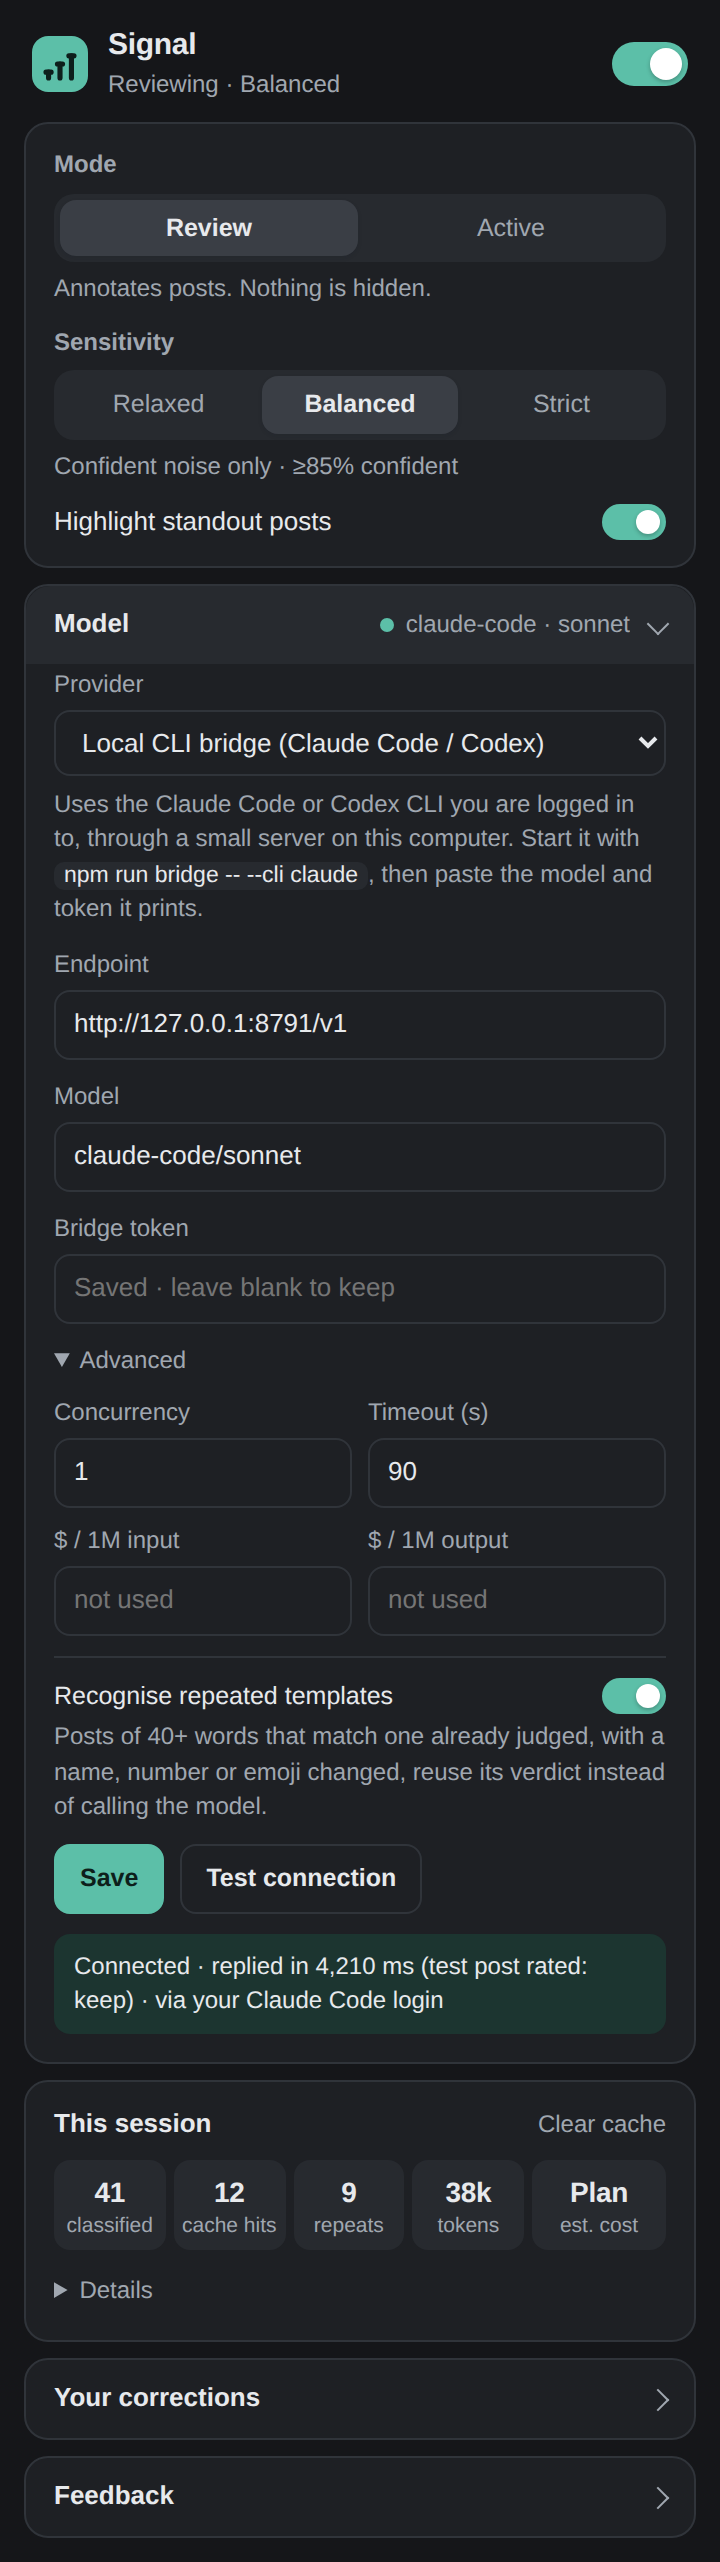 Signal
Reviewing · Balanced
Mode
Review
Active
Annotates posts. Nothing is hidden.
Sensitivity
Relaxed
Balanced
Strict
Confident noise only · ≥85% confident
Highlight standout posts
Model
claude-code · sonnet
Provider
Local CLI bridge (Claude Code / Codex)
Uses the Claude Code or Codex CLI you are logged in
to, through a small server on this computer. Start it with
npm run bridge -- --cli claude, then paste the model and
token it prints.
Endpoint
http://127.0.0.1:8791/v1
Model
claude-code/sonnet
Bridge token
Saved · leave blank to keep
Advanced
Concurrency
Timeout (s)
1
90
$ / 1M input
$ / 1M output
not used
not used
Recognise repeated templates
Posts of 40+ words that match one already judged, with a
name, number or emoji changed, reuse its verdict instead
of calling the model.
Save
Test connection
Connected · replied in 4,210 ms (test post rated:
keep) · via your Claude Code login
This session
Clear cache
41
classified
12
cache hits
9
repeats
38k
tokens
Plan
est. cost
Details
Your corrections
Feedback